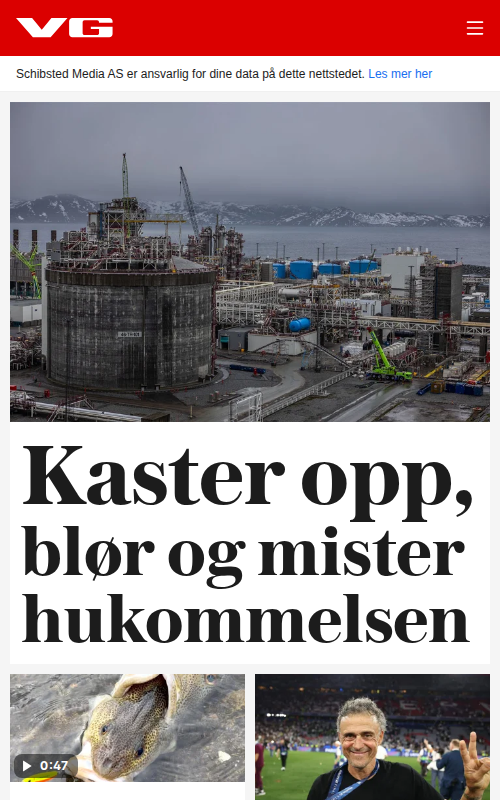 VG
Schibsted Media AS er ansvarlig for dine data på dette nettstedet. Les mer her
Kaster opp,
blør og mister
hukommelsen
0:47